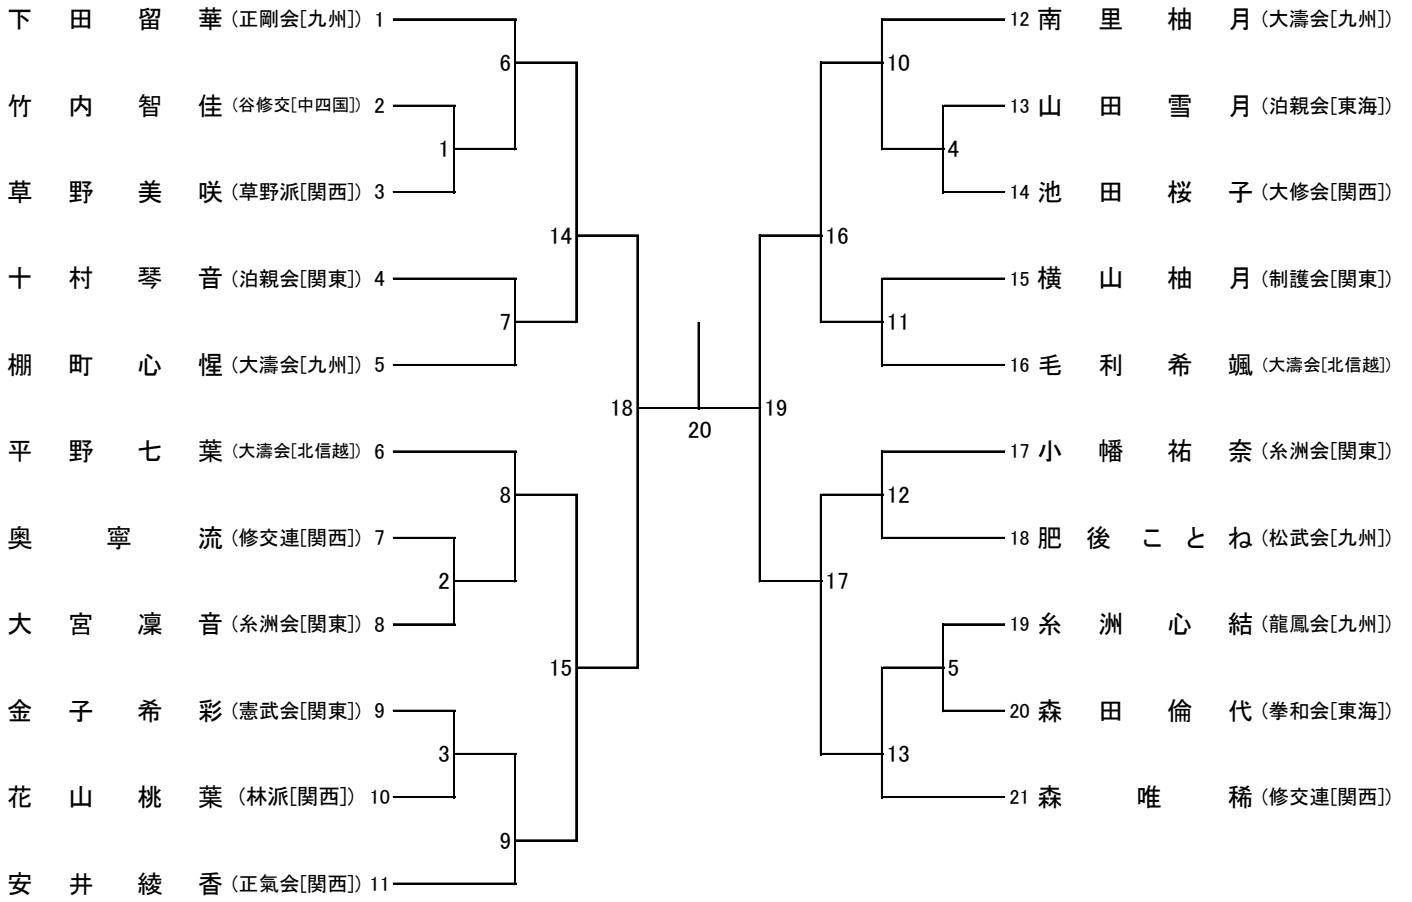 下田留華 (正剛会[九州]) 1
6
竹内智佳 (谷修交[中四国]) 2
1
草野美咲 (草野派[関西]) 3
14
十村琴音 (泊親会[関東]) 4
7
棚町心惺 (大濤会[九州]) 5
18
平野七葉 (大濤会[北信越]) 6
8
奥寧流 (修交連[関西]) 7
2
大宮凜音 (糸洲会[関東]) 8
15
金子希彩 (憲武会[関東]) 9
3
花山桃葉 (林派[関西]) 10
9
安井綾香 (正氣会[関西]) 11
20
12 南里柚月 (大濤会[九州])
10
13 山田雪月 (泊親会[東海])
4
14 池田桜子 (大修会[関西])
16
15 横山柚月 (制護会[関東])
11
16 毛利希颯 (大濤会[北信越])
19
17 小幡祐奈 (糸洲会[関東])
12
18 肥後ことね (松武会[九州])
17
19 糸洲心結 (龍鳳会[九州])
5
20 森田倫代 (拳和会[東海])
13
21 森唯稀 (修交連[関西])